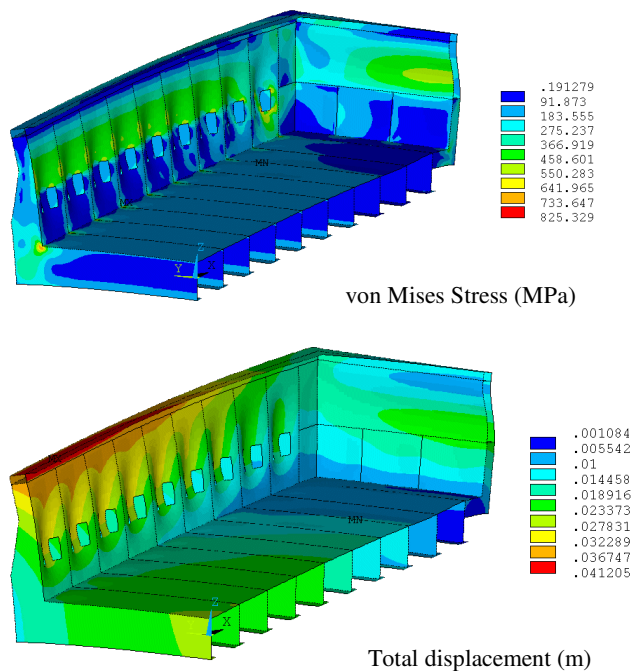 .191279
91.873
183.555
275.237
366.919
458.601
550.283
641.965
733.647
825.329
MN
Z
Y
von Mises Stress (MPa)
.001084
.005542
.01
.014458
.018916
.023373
.027831
.032289
.036747
.041205
MN
Z
X
Total displacement (m)